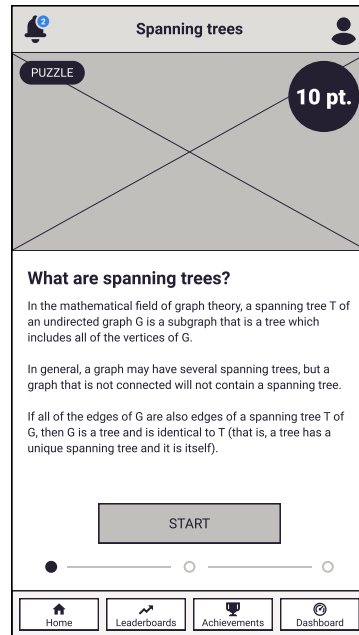 2
Spanning trees
PUZZLE
10 pt.
What are spanning trees?
In the mathematical field of graph theory, a spanning tree T of
an undirected graph G is a subgraph that is a tree which
includes all of the vertices of G.
In general, a graph may have several spanning trees, but a
graph that is not connected will not contain a spanning tree.
If all of the edges of G are also edges of a spanning tree T of
G, then G is a tree and is identical to T (that is, a tree has a
unique spanning tree and it is itself).
START
Home
Leaderboards
Achievements
Dashboard